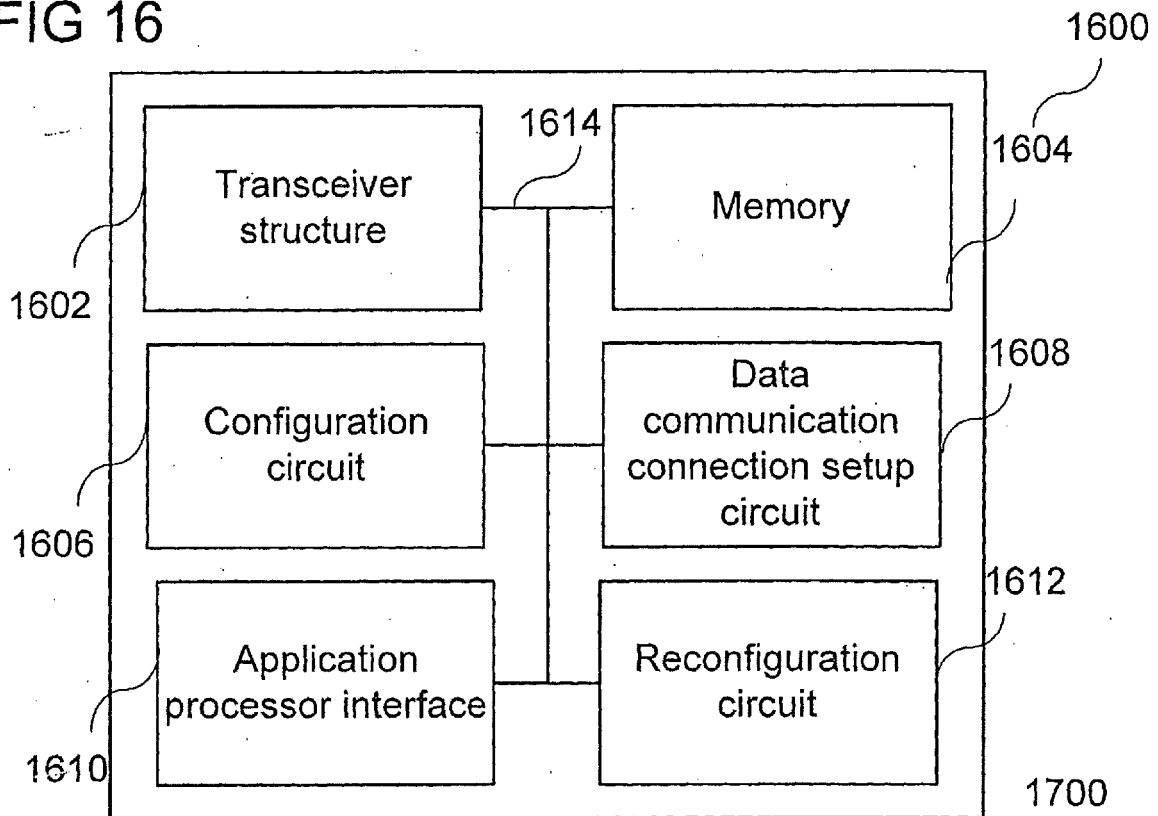 FIG 16
1600
1614
1604
Transceiver
structure
Memory
1602
1608
Configuration
circuit
Data
communication
connection setup
circuit
1606
1612
Application
processor interface
Reconfiguration
circuit
1610
1700